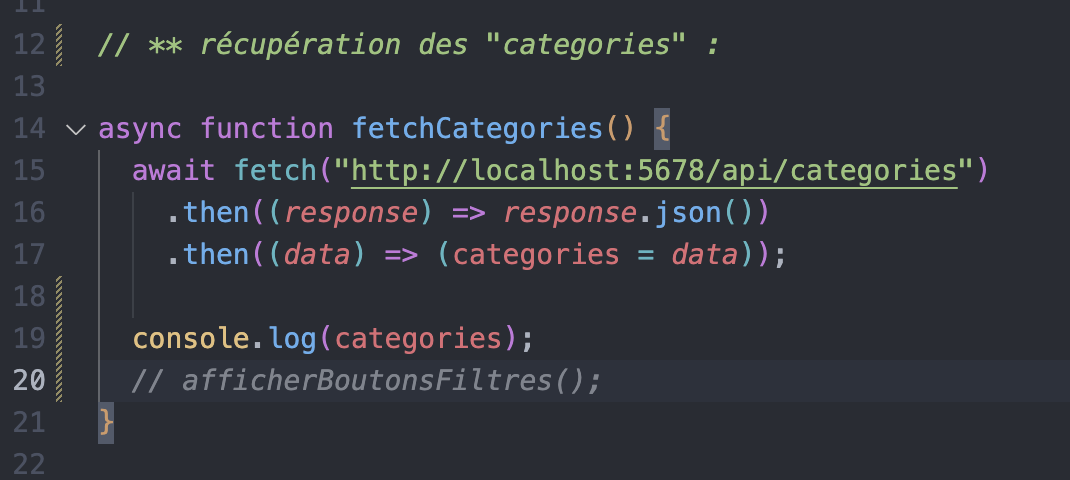 11
12 // ** récupération des "categories" :
13
14 async function fetchCategories() {
15 await fetch("http://localhost:5678/api/categories")
16 .then((response) => response.json())
17 .then((data) => (categories = data));
18
19 console.log(categories);
20 // afficherBoutonsFiltres();
21 }
22